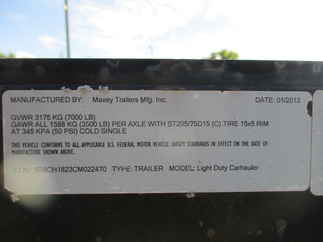 MANUFACTURED BY: Maxey Trailers Mfg. Inc. DATE: 01/2012
GVWR 3175 KG (7000 LB)
GAWR ALL 1588 KG (3500 LB) PER AXLE WITH ST205/75D15 (C) TIRE 15x5 RIM
AT 345 KPA (50 PSI) COLD SINGLE
THIS VEHICLE CONFORMS TO ALL APPLICABLE U.S. FEDERAL MOTOR VEHICLE SAFETY STANDARDS IN EFFECT ON THE DATE OF
MANUFACTURE SHOWN ABOVE.
TYPE: TRAILER MODEL: Light Duty Carhauler